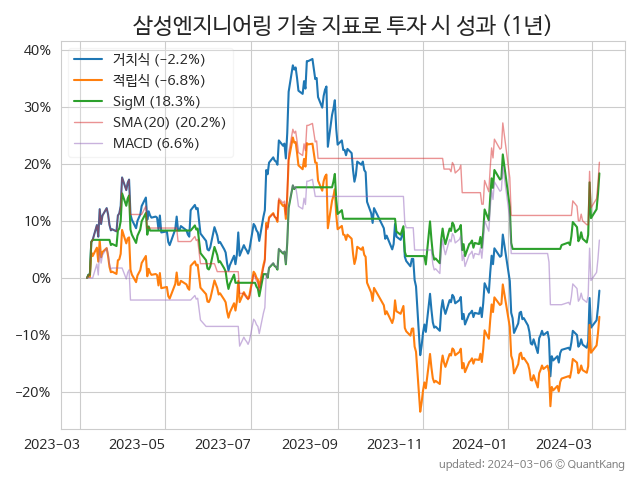 삼성엔지니어링 기술 지표로 투자 시 성과 (1년)
40%
30%
20%
10%
0%
−10%
−20%
거치식 (−2.2%)
적립식 (−6.8%)
SigM (18.3%)
SMA(20) (20.2%)
MACD (6.6%)
2023-03
2023-05
2023-07
2023-09
2023-11
2024-01
2024-03
updated: 2024-03-06 ⓒ QuantKang